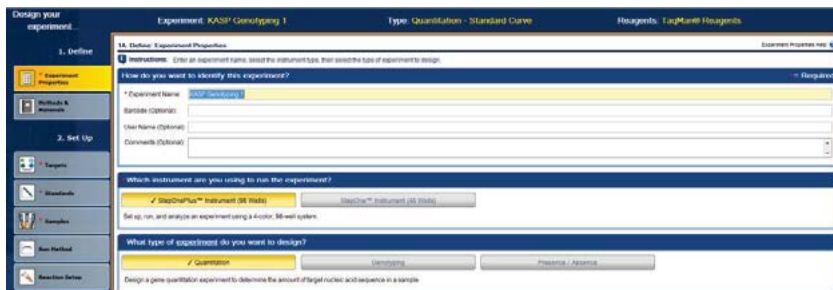 Design your experiment...
Experiment: KASP Genotyping 1
Type: Quantitation - Standard Curve
Reagents: TaqMan® Reagents
1. Define
Experiment Properties
Methods & Materials
2. Set Up
Targets
Standards
Samples
Run Method
Reaction Setup
1A. Define: Experiment Properties
Experiment Properties Help
Instructions: Enter an experiment name, select the instrument type, then select the type of experiment to design.
How do you want to identify this experiment?
* Required
* Experiment Name: KASP Genotyping 1
Barcode (Optional):
User Name (Optional):
Comments (Optional):
Which instrument are you using to run the experiment?
✓ StepOnePlus™ Instrument (96 Wells)
StepOne™ Instrument (48 Wells)
Set up, run, and analyze an experiment using a 4-color, 96-well system.
What type of experiment do you want to design?
✓ Quantitation
Genotyping
Presence / Absence
Design a gene quantitation experiment to determine the amount of target nucleic acid sequence in a sample